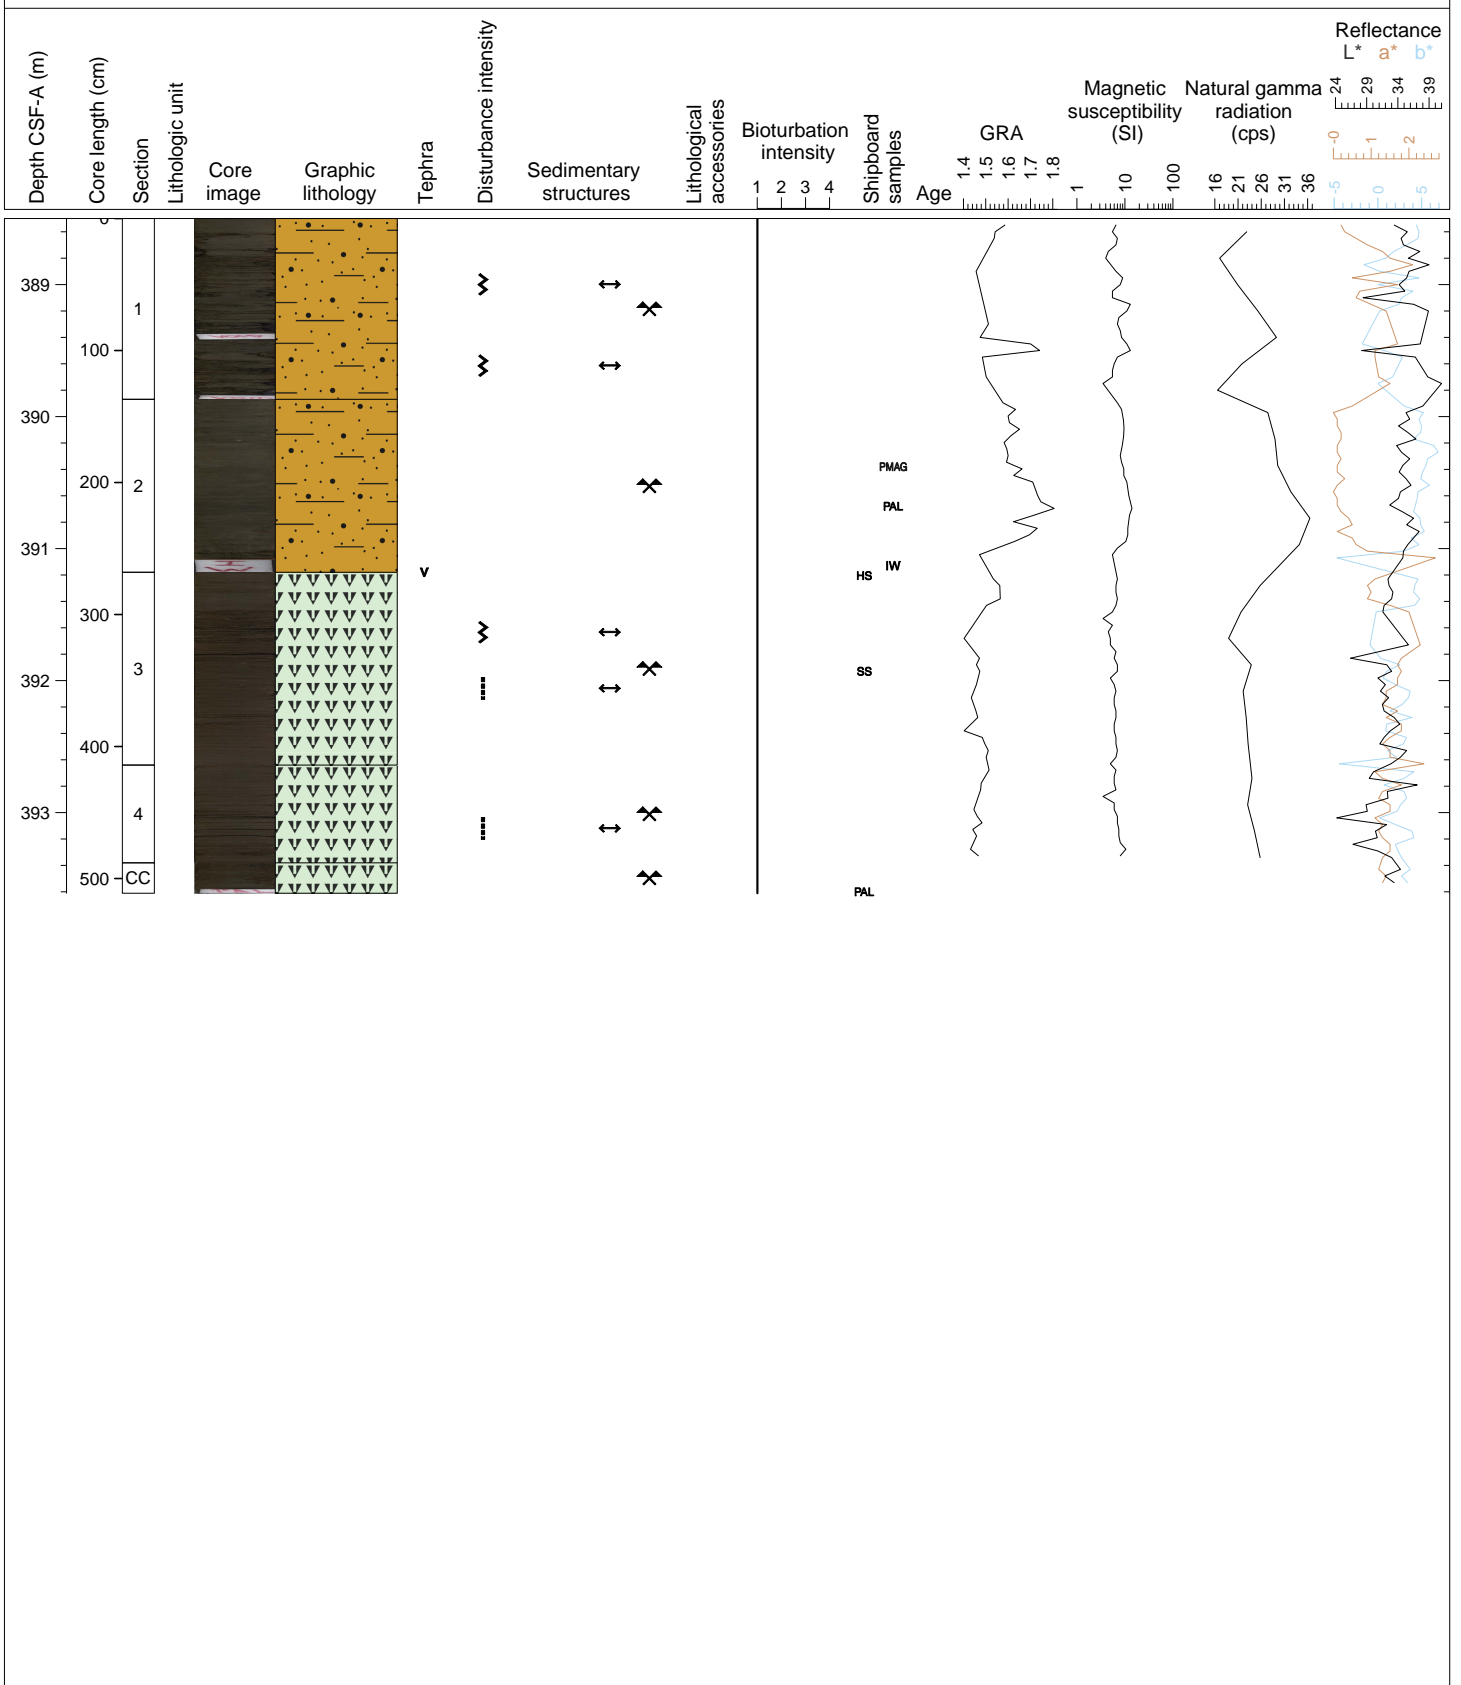 Depth CSF-A (m)
Core length (cm)
Section
Lithologic unit
Core
image
Graphic
lithology
Tephra
Disturbance intensity
Sedimentary
structures
Lithological
accessories
Bioturbation
intensity
1 2 3 4
Shipboard
samples
Age
GRA
1.4 1.5 1.6 1.7 1.8
Magnetic
susceptibility
(SI)
1 10 100
Natural gamma
radiation
(cps)
16 21 26 31 36
Reflectance
L* a* b*
24 29 34 39
-0 1 2
-5 0 5
0
389
1
100
390
PMAG
200
2
PAL
391
IW
V
HS
300
3
SS
392
400
4
393
500
CC
PAL